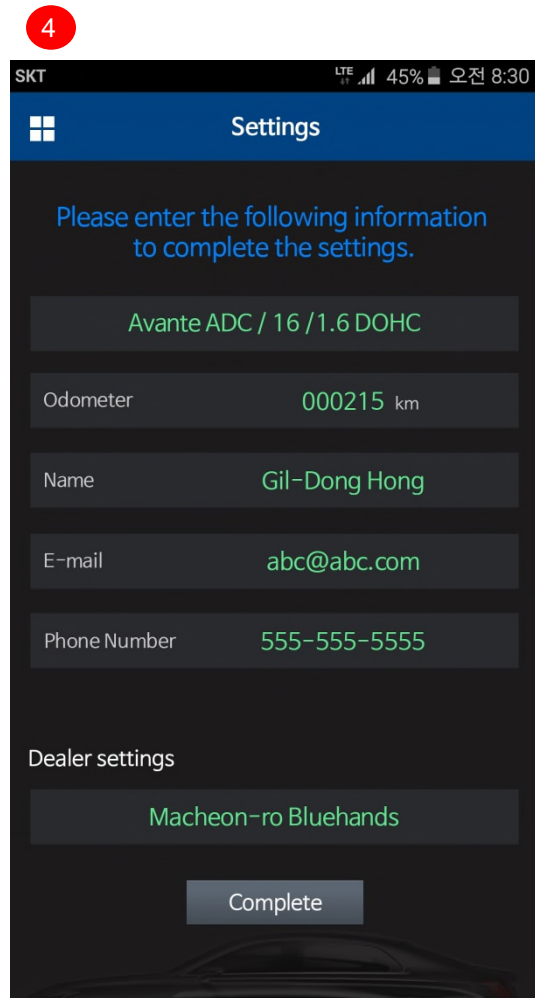 4
SKT LTE 45% 오전 8:30
Settings
Please enter the following information
to complete the settings.
Avante ADC / 16 /1.6 DOHC
Odometer 000215 km
Name Gil-Dong Hong
E-mail abc@abc.com
Phone Number 555-555-5555
Dealer settings
Macheon-ro Bluehands
Complete